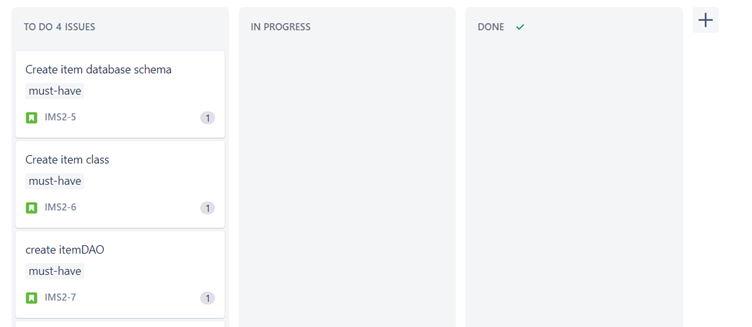 TO DO 4 ISSUES
IN PROGRESS
DONE
Create item database schema
must-have
IMS2-5
1
Create item class
must-have
IMS2-6
1
create itemDAO
must-have
IMS2-7
1